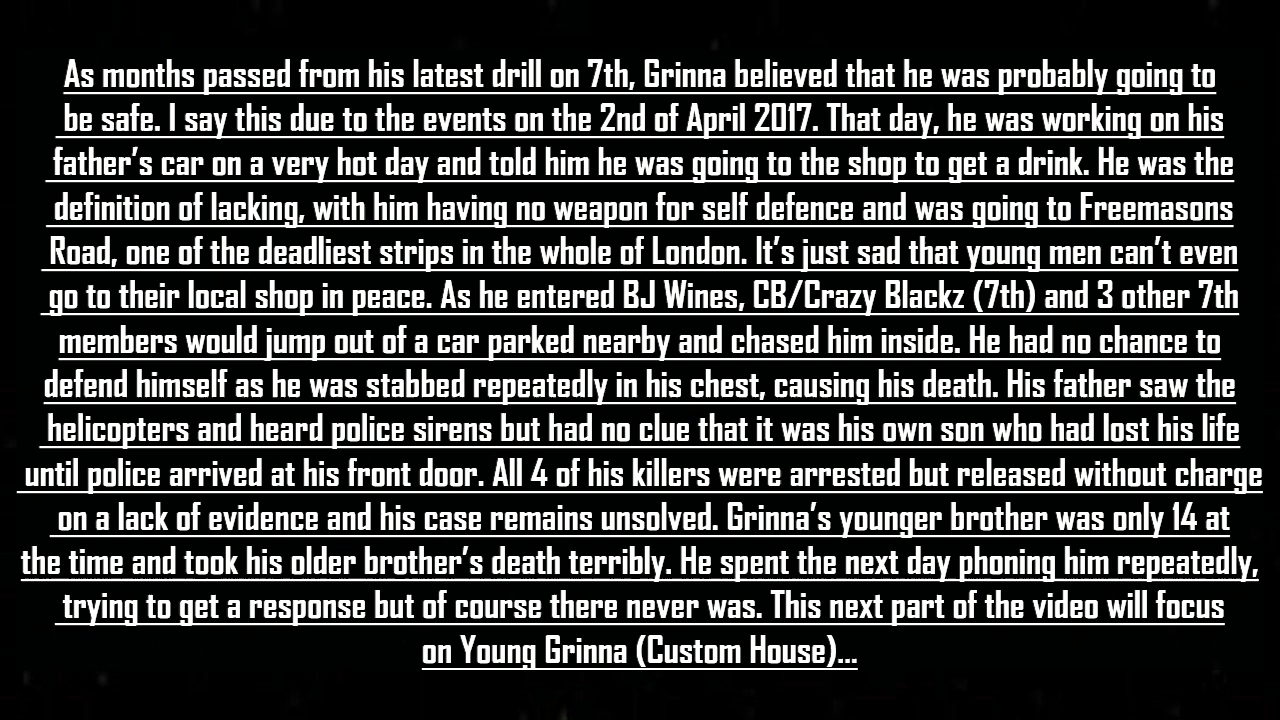 As months passed from his latest drill on 7th, Grinna believed that he was probably going to
be safe. I say this due to the events on the 2nd of April 2017. That day, he was working on his
father's car on a very hot day and told him he was going to the shop to get a drink. He was the
definition of lacking, with him having no weapon for self defence and was going to Freemasons
Road, one of the deadliest strips in the whole of London. It's just sad that young men can't even
go to their local shop in peace. As he entered BJ Wines, CB/Crazy Blackz (7th) and 3 other 7th
members would jump out of a car parked nearby and chased him inside. He had no chance to
defend himself as he was stabbed repeatedly in his chest, causing his death. His father saw the
helicopters and heard police sirens but had no clue that it was his own son who had lost his life
until police arrived at his front door. All 4 of his killers were arrested but released without charge
on a lack of evidence and his case remains unsolved. Grinna's younger brother was only 14 at
the time and took his older brother's death terribly. He spent the next day phoning him repeatedly,
trying to get a response but of course there never was. This next part of the video will focus
on Young Grinna (Custom House)...